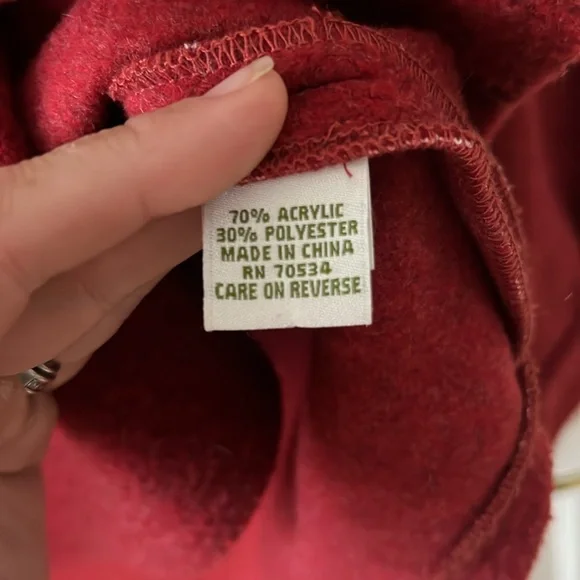 70% ACRYLIC
30% POLYESTER
MADE IN CHINA
RN 70534
CARE ON REVERSE